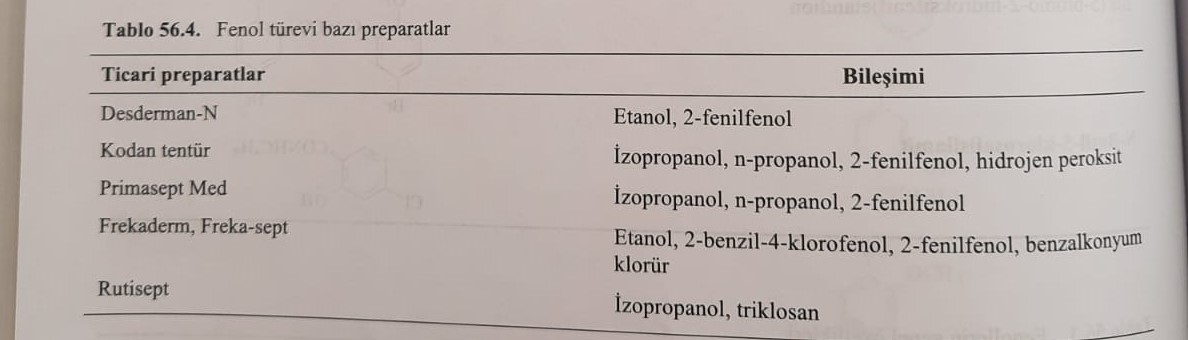 Tablo 56.4. Fenol türevi bazı preparatlar
Ticari preparatlar Bileşimi
Desderman-N Etanol, 2-fenilfenol
Kodan tentür İzopropanol, n-propanol, 2-fenilfenol, hidrojen peroksit
Primasept Med İzopropanol, n-propanol, 2-fenilfenol
Frekaderm, Freka-sept Etanol, 2-benzil-4-klorofenol, 2-fenilfenol, benzalkonyum
klorür
Rutisept İzopropanol, triklosan